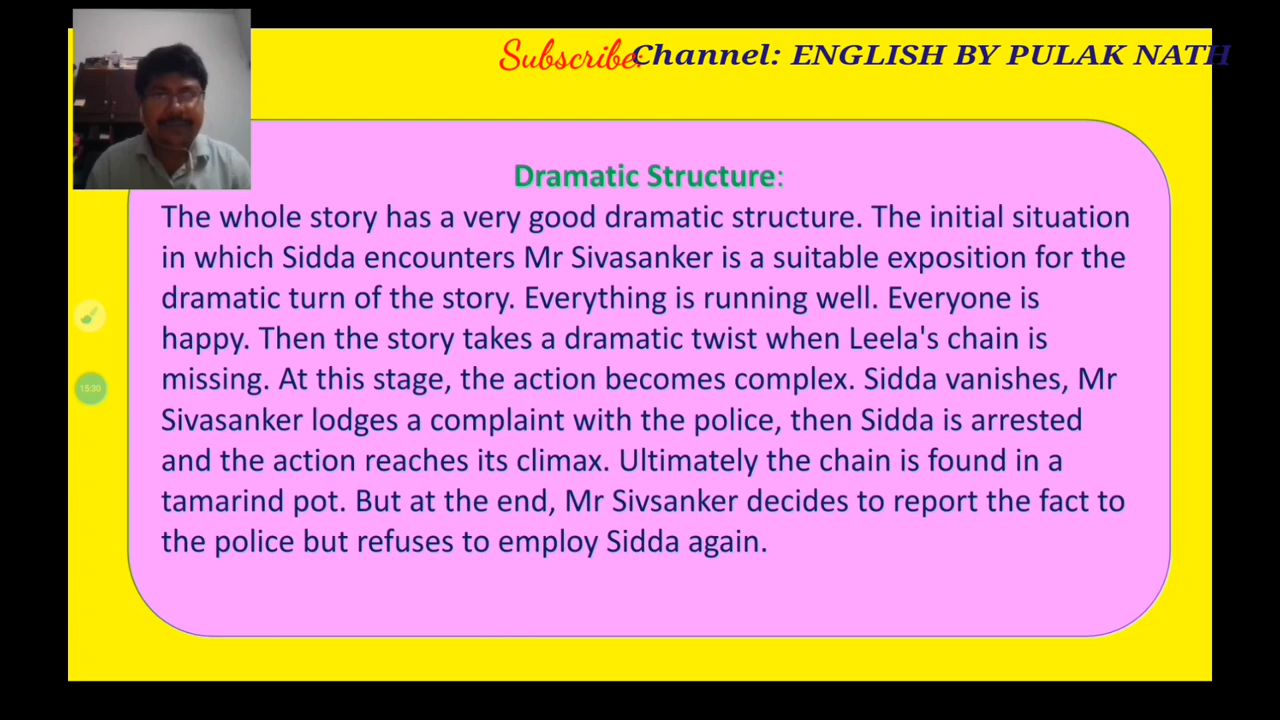 Subscribe: Channel: ENGLISH BY PULAK NATH
Dramatic Structure:
The whole story has a very good dramatic structure. The initial situation
in which Sidda encounters Mr Sivasanker is a suitable exposition for the
dramatic turn of the story. Everything is running well. Everyone is
happy. Then the story takes a dramatic twist when Leela's chain is
missing. At this stage, the action becomes complex. Sidda vanishes, Mr
Sivasanker lodges a complaint with the police, then Sidda is arrested
and the action reaches its climax. Ultimately the chain is found in a
tamarind pot. But at the end, Mr Sivsanker decides to report the fact to
the police but refuses to employ Sidda again.
15:30